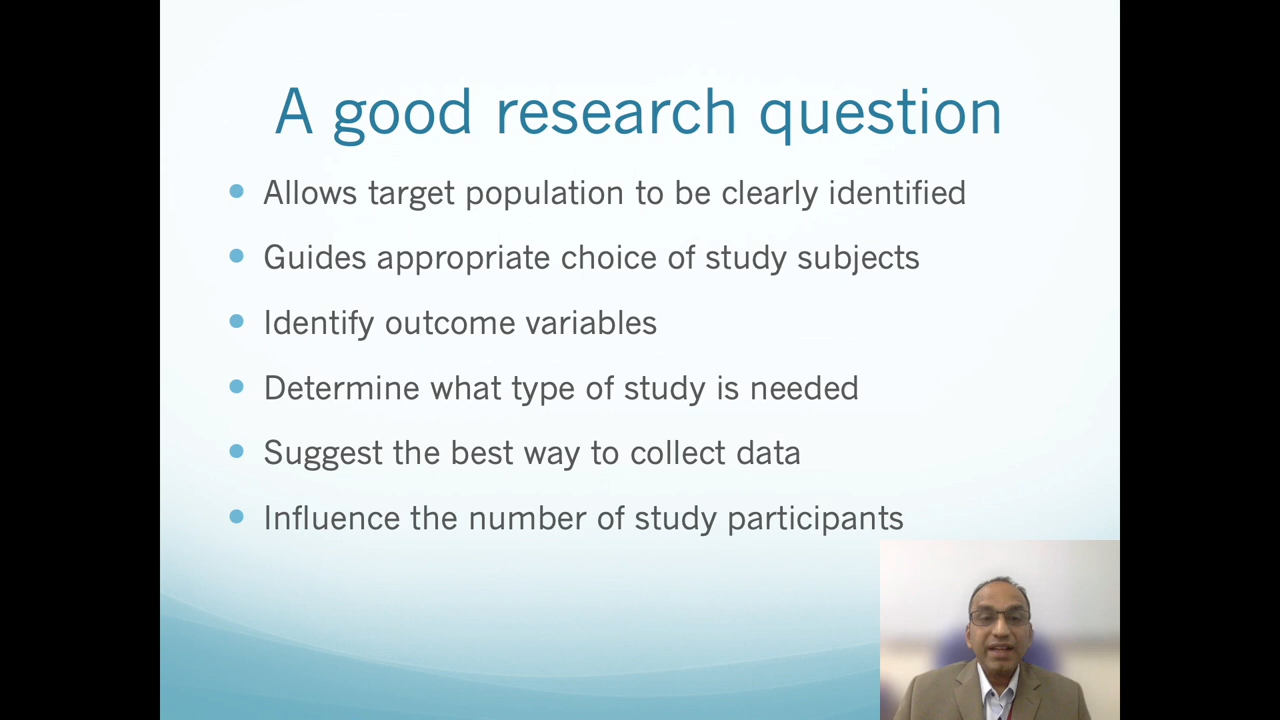 A good research question
Allows target population to be clearly identified
Guides appropriate choice of study subjects
Identify outcome variables
Determine what type of study is needed
Suggest the best way to collect data
Influence the number of study participants